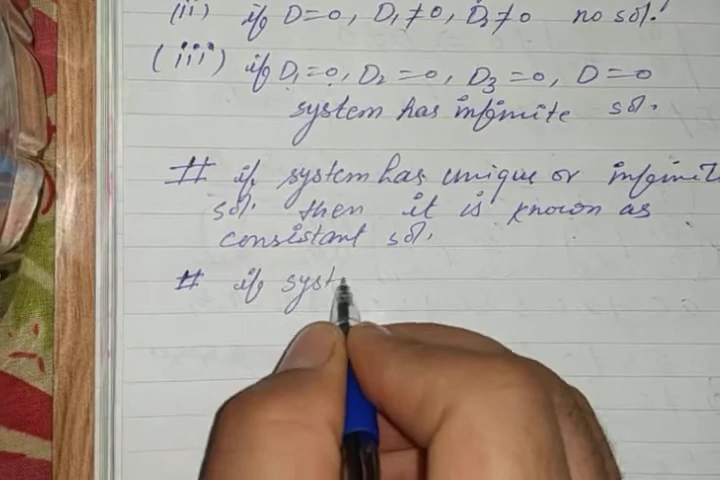 (ii) if D=0, D₁≠0, D₃≠0 no sol.
(iii) if D₁=0, D₂=0, D₃=0, D=0
system has infinite sol.
# if system has unique or infinit
sol. then it is known as
consistant sol.
# if syst